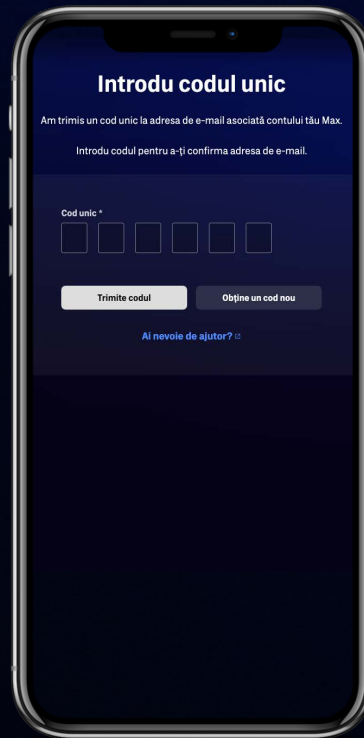 Introdu codul unic
Am trimis un cod unic la adresa de e-mail asociată contului tău Max.
Introdu codul pentru a-ți confirma adresa de e-mail.
Cod unic *
Trimite codul
Obține un cod nou
Ai nevoie de ajutor?